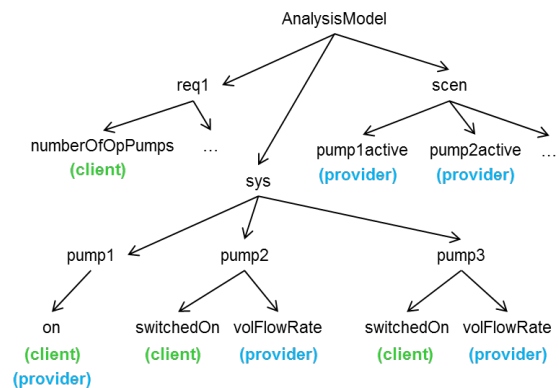 AnalysisModel
req1
scen
numberOfOpPumps
(client)
...
pump1active
(provider)
pump2active
(provider)
...
sys
pump1
pump2
pump3
on
(client)
(provider)
switchedOn
(client)
volFlowRate
(provider)
switchedOn
(client)
volFlowRate
(provider)